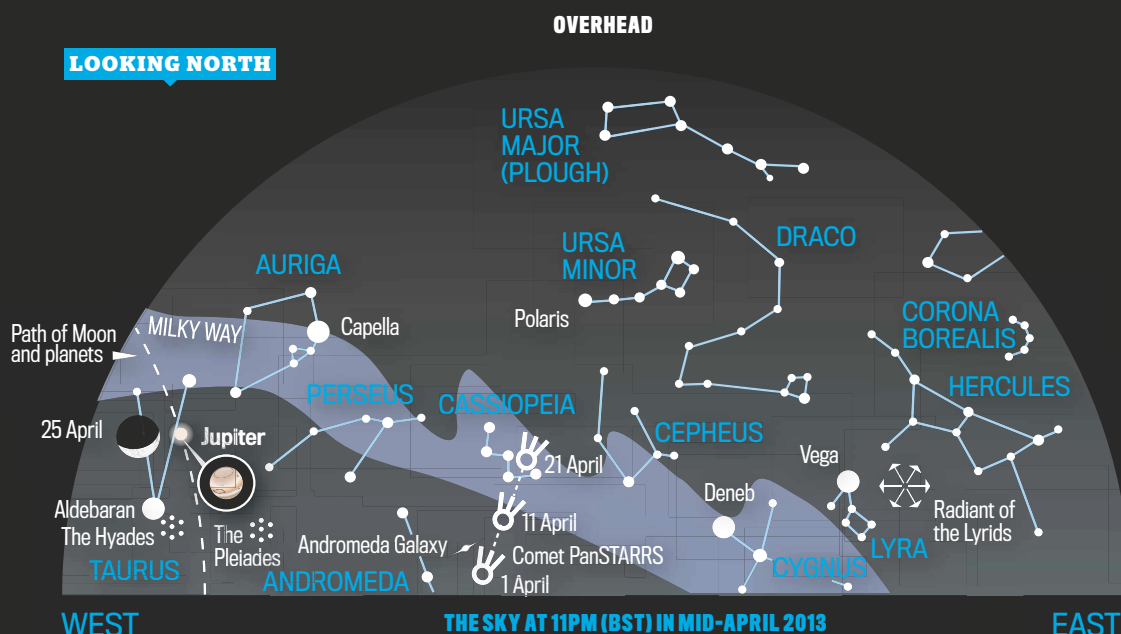 OVERHEAD
LOOKING NORTH
URSA
MAJOR
(PLOUGH)
DRACO
URSA
MINOR
AURIGA
Polaris
CORONA
BOREALIS
Path of Moon
and planets
MILKY WAY
Capella
HERCULES
PERSEUS
CASSIOPEIA
CEPHEUS
25 April
Jupiter
21 April
Vega
Deneb
Aldebaran
The Hyades
The
Pleiades
11 April
Radiant of
the Lyrids
Andromeda Galaxy
Comet PanSTARRS
LYRA
TAURUS
ANDROMEDA
1 April
CYGNUS
WEST
THE SKY AT 11PM (BST) IN MID-APRIL 2013
EAST